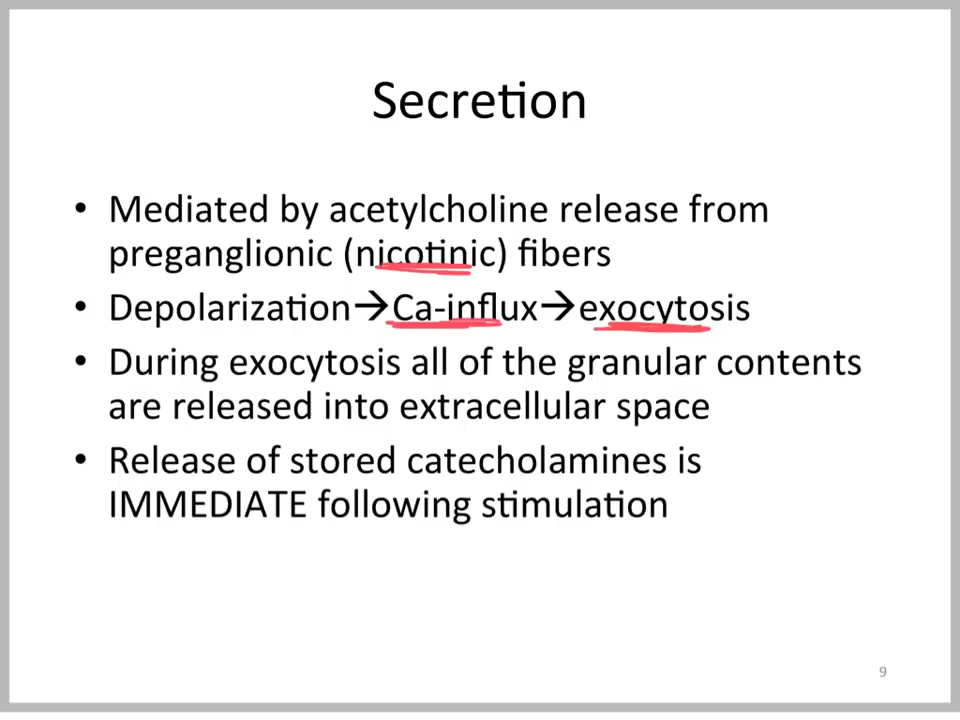 Secretion
• Mediated by acetylcholine release from
preganglionic (nicotinic) fibers
• Depolarization→Ca-influx→exocytosis
• During exocytosis all of the granular contents
are released into extracellular space
• Release of stored catecholamines is
IMMEDIATE following stimulation
9